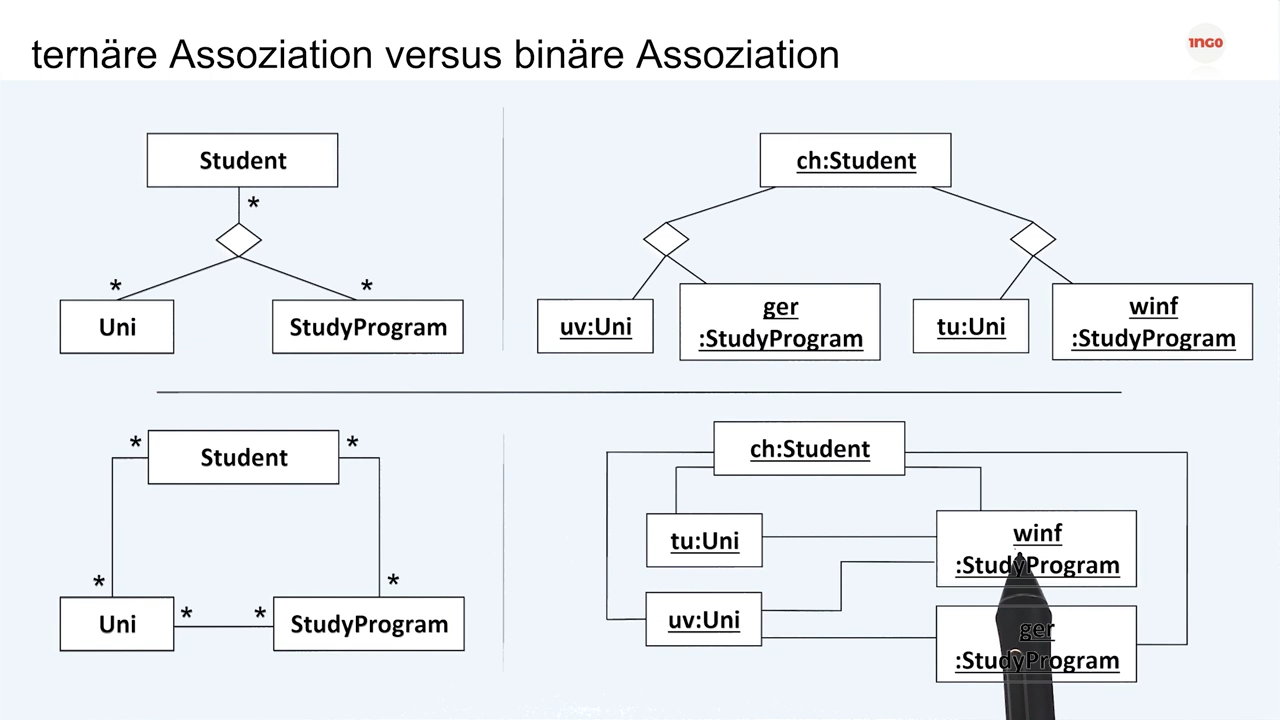 ternäre Assoziation versus binäre Assoziation
1NGO
Student
*
*
*
Uni
StudyProgram
ch:Student
uv:Uni
ger
:StudyProgram
tu:Uni
winf
:StudyProgram
*
Student
*
*
*
Uni
*
*
StudyProgram
ch:Student
tu:Uni
winf
:StudyProgram
uv:Uni
ger
:StudyProgram